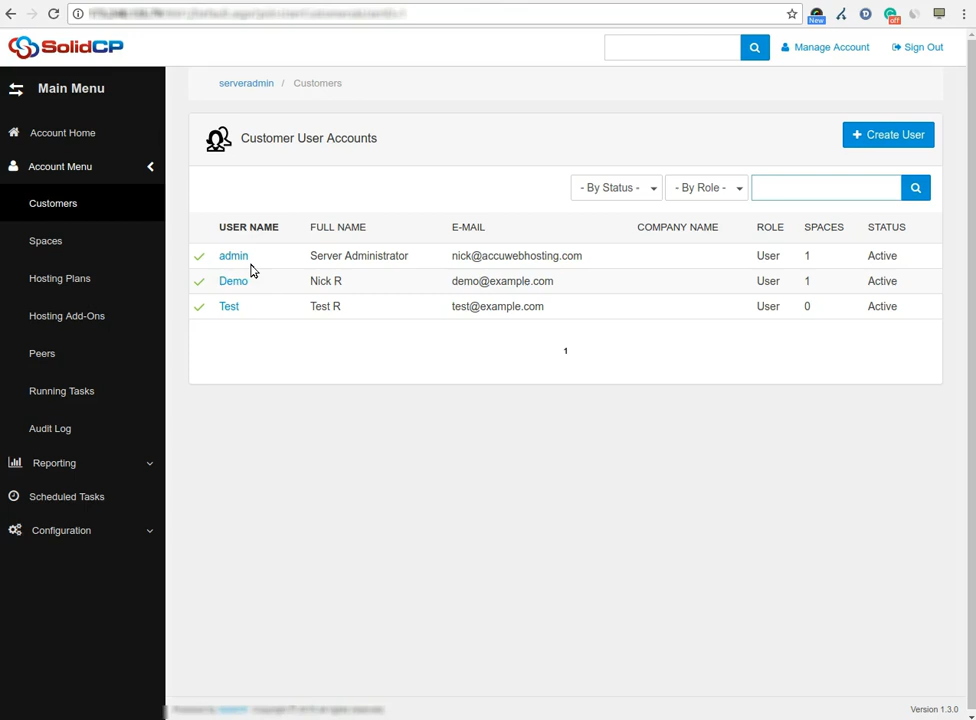 New
off
SolidCP
Manage Account
Sign Out
Main Menu
serveradmin / Customers
Account Home
Customer User Accounts
+ Create User
Account Menu
- By Status -
- By Role -
Customers
USER NAME FULL NAME E-MAIL COMPANY NAME ROLE SPACES STATUS
Spaces
admin Server Administrator nick@accuwebhosting.com User 1 Active
Hosting Plans
Demo Nick R demo@example.com User 1 Active
Test Test R test@example.com User 0 Active
Hosting Add-Ons
1
Peers
Running Tasks
Audit Log
Reporting
Scheduled Tasks
Configuration
Version 1.3.0